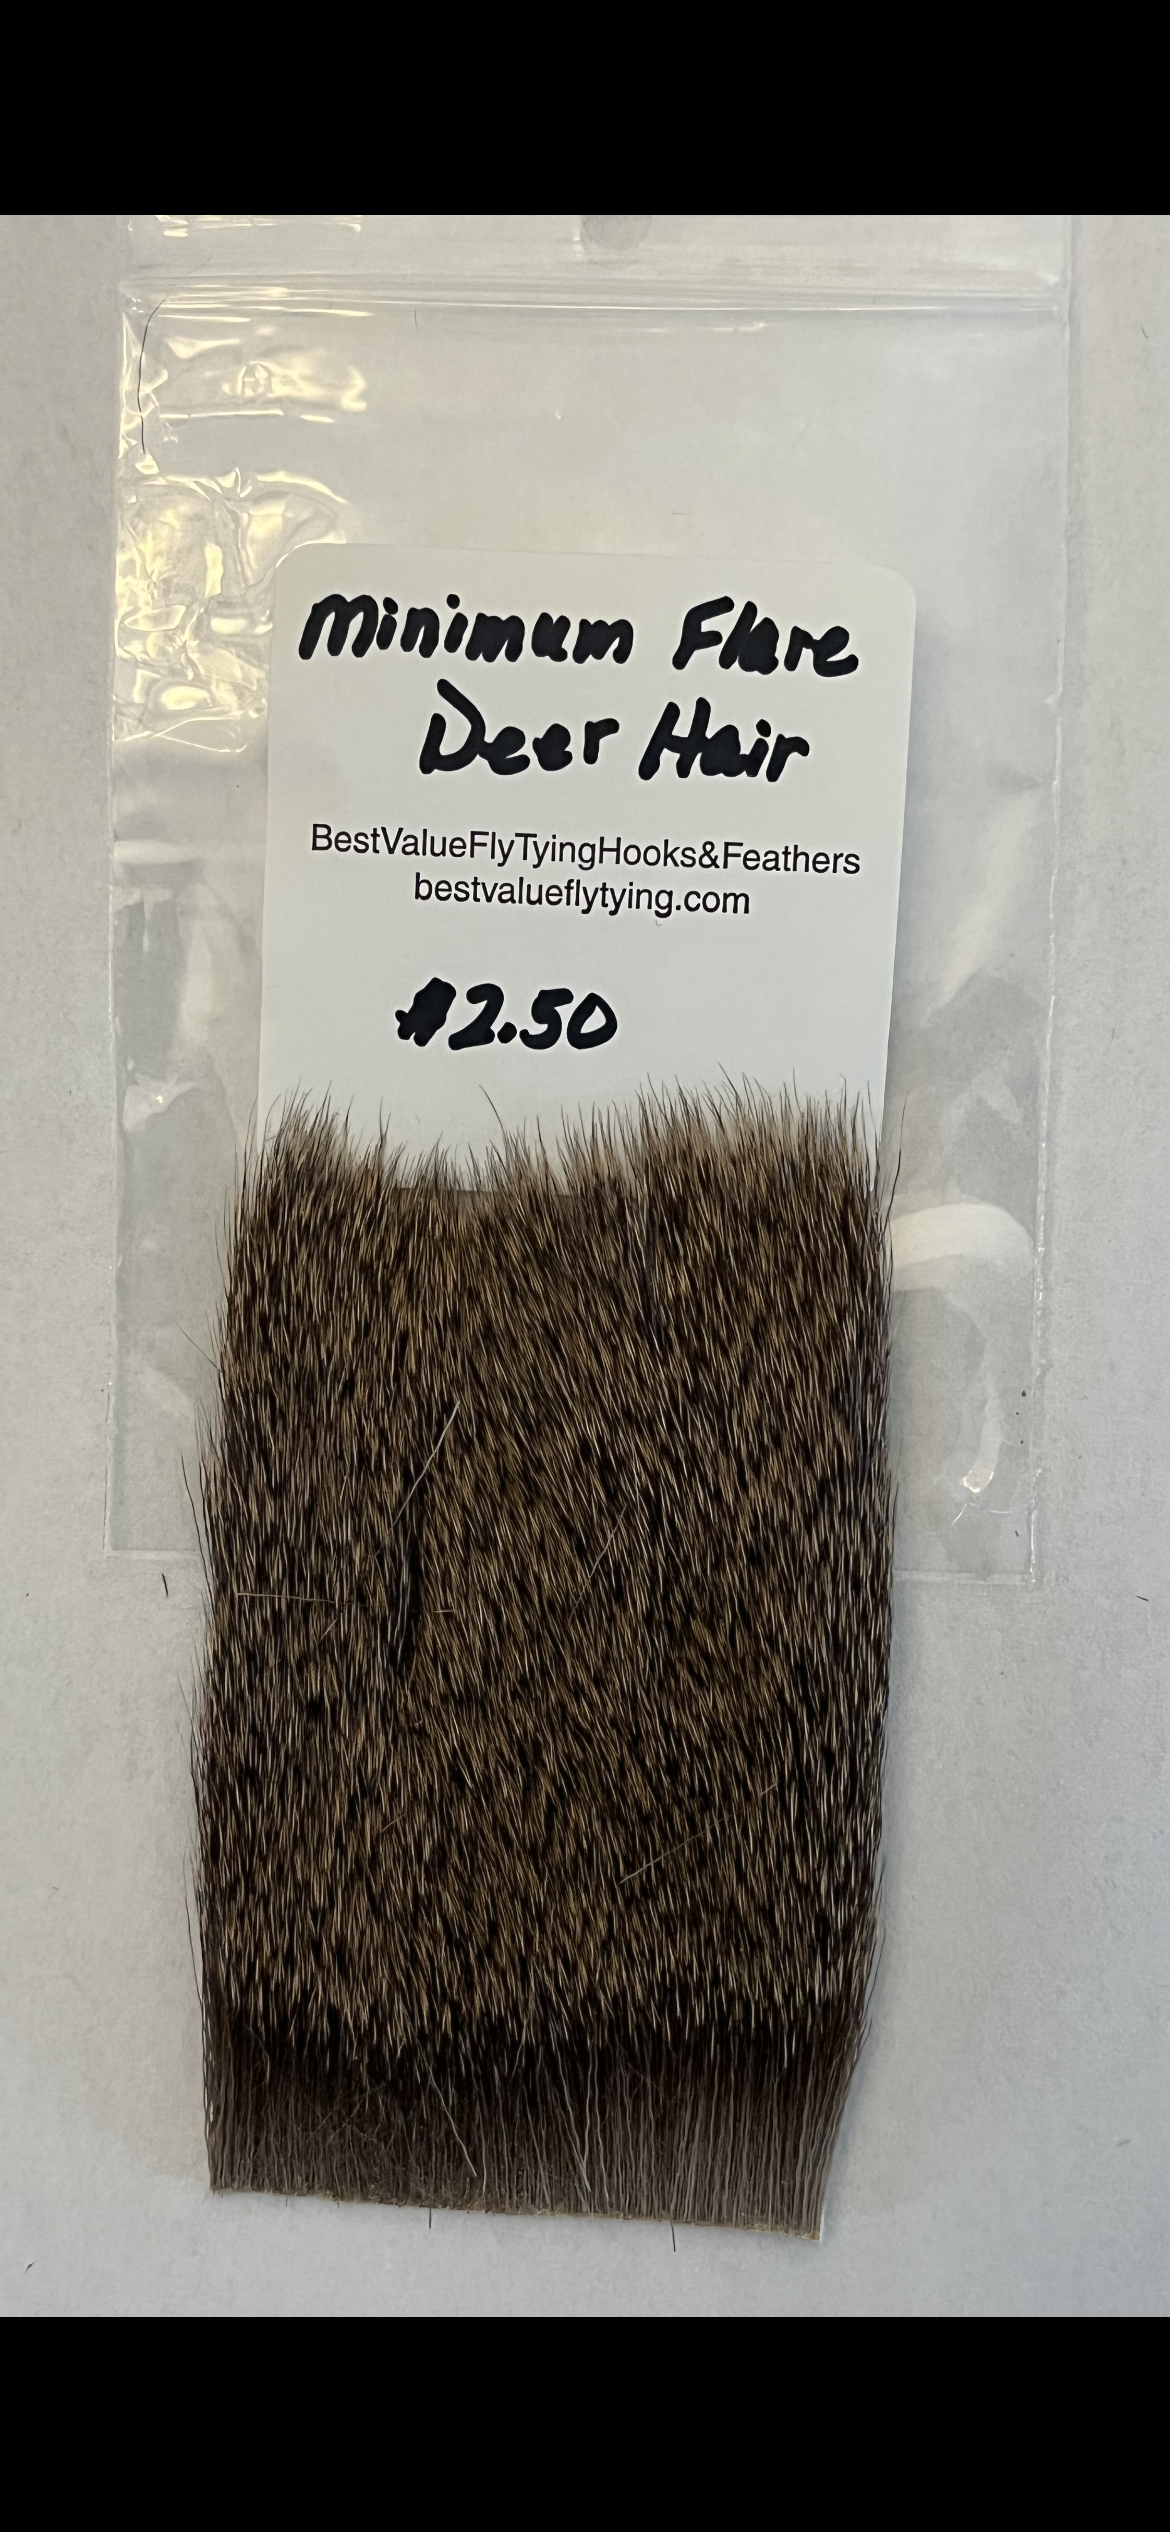 Minimum Flare
Deer Hair
BestValueFlyTyingHooks&Feathers
bestvalueflytying.com
$2.50